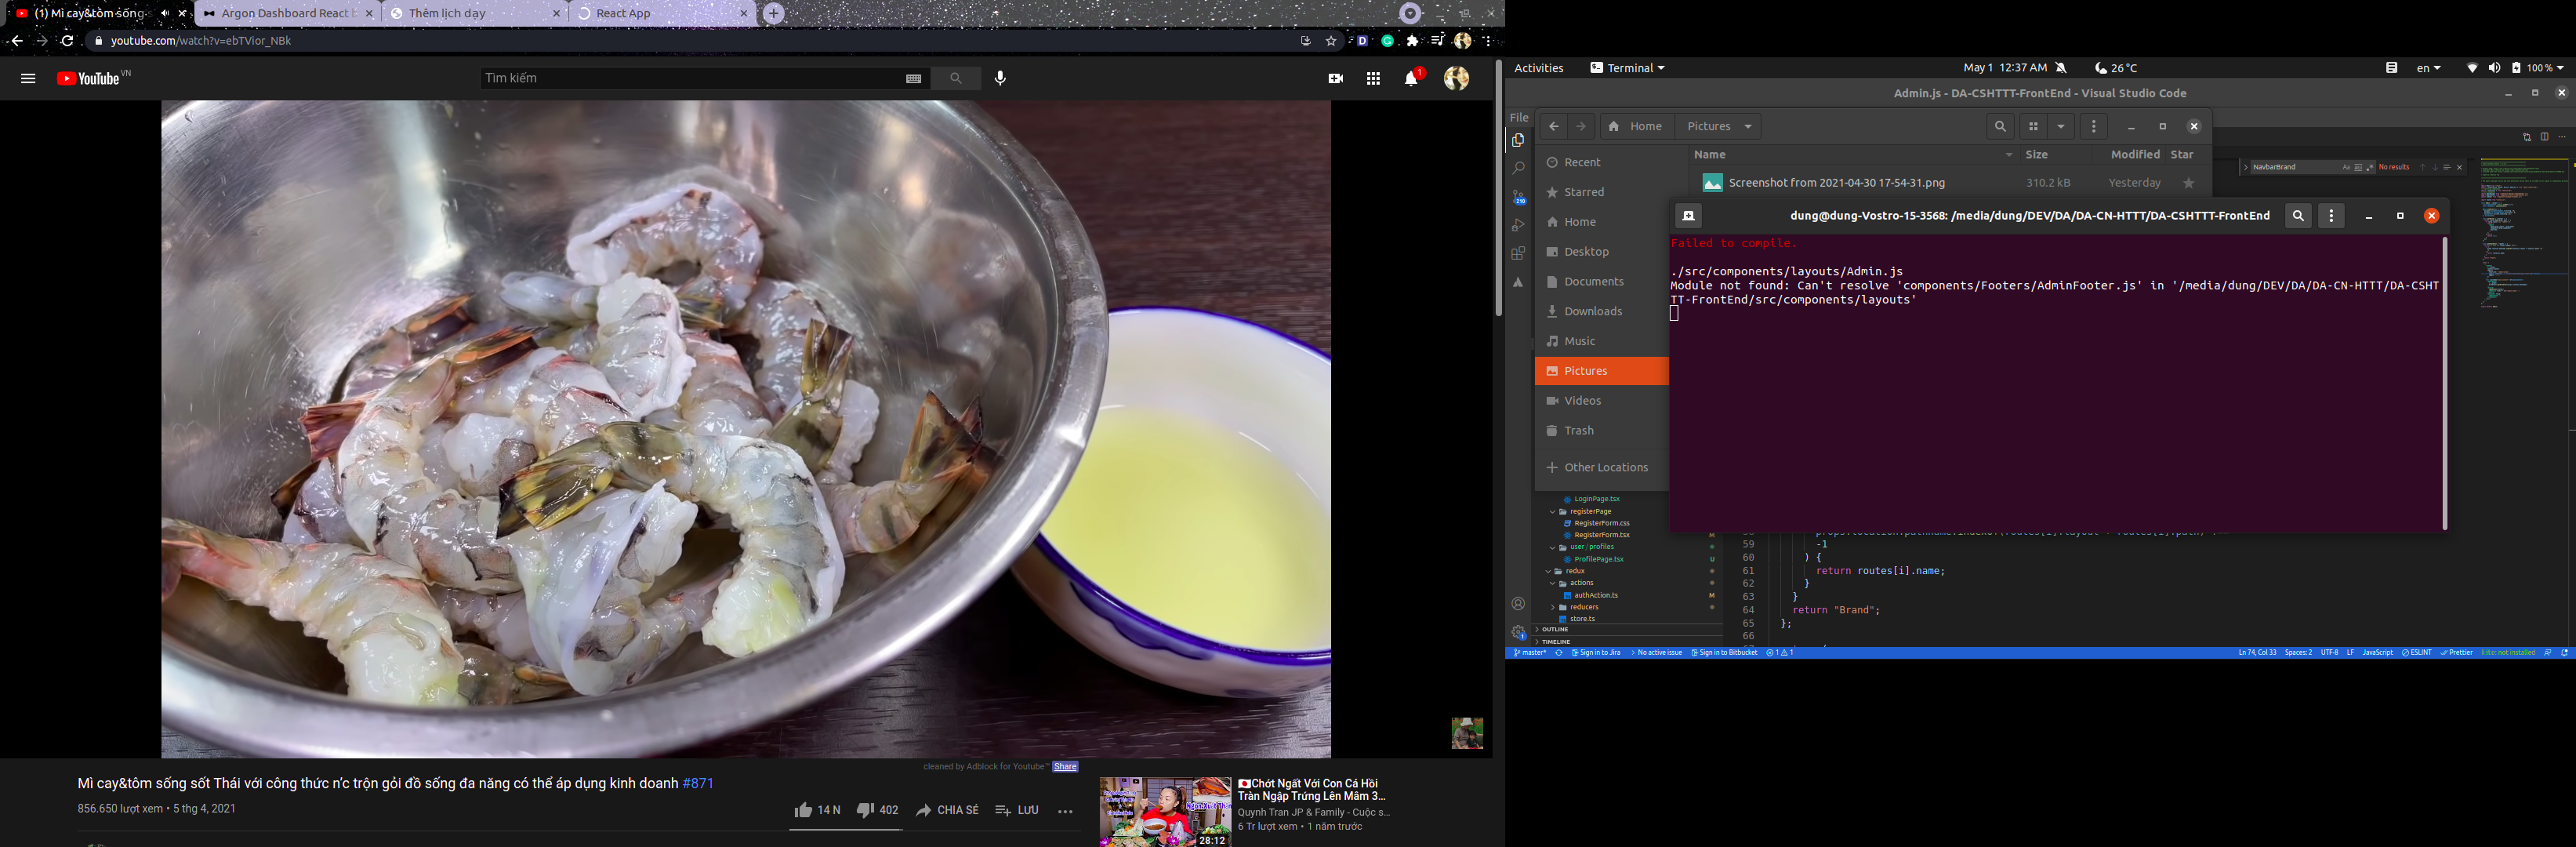 (1) Mì cay&tôm sống s
Argon Dashboard React b
Thêm lịch dạy
React App
youtube.com/watch?v=ebTVior_NBk
YouTube VN
Tìm kiếm
1
cleaned by Adblock for Youtube™ Share
Mì cay&tôm sống sốt Thái với công thức n'c trộn gỏi đồ sống đa năng có thể áp dụng kinh doanh #871
856.650 lượt xem • 5 thg 4, 2021
14 N
402
CHIA SẺ
LƯU
28:12
Chớt Ngất Với Con Cá Hồi
Tràn Ngập Trứng Lên Mâm 3...
Quynh Tran JP & Family - Cuộc s...
6 Tr lượt xem • 1 năm trước
Activities
Terminal
May 1 12:37 AM
26 °C
en
100 %
Admin.js - DA-CSHTTT-FrontEnd - Visual Studio Code
File
Home
Pictures
Recent
Starred
Home
Desktop
Documents
Downloads
Music
Pictures
Videos
Trash
Other Locations
Name
Size
Modified
Star
Screenshot from 2021-04-30 17-54-31.png
310.2 kB
Yesterday
NavbarBrand
No results
dung@dung-Vostro-15-3568: /media/dung/DEV/DA/DA-CN-HTTT/DA-CSHTTT-FrontEnd
Failed to compile.
./src/components/layouts/Admin.js
Module not found: Can't resolve 'components/Footers/AdminFooter.js' in '/media/dung/DEV/DA/DA-CN-HTTT/DA-CSHT
TT-FrontEnd/src/components/layouts'
LoginPage.tsx
registerPage
RegisterForm.css
RegisterForm.tsx M
user / profiles
ProfilePage.tsx U
redux
actions
authAction.ts M
reducers
store.ts
OUTLINE
TIMELINE
59 -1
60 ) {
61 return routes[i].name;
62 }
63 }
64 return "Brand";
65 };
66
master*
Sign in to Jira
No active issue
Sign in to Bitbucket
1 1
Ln 74, Col 33
Spaces: 2
UTF-8
LF
JavaScript
ESLINT
Prettier
kite: not installed